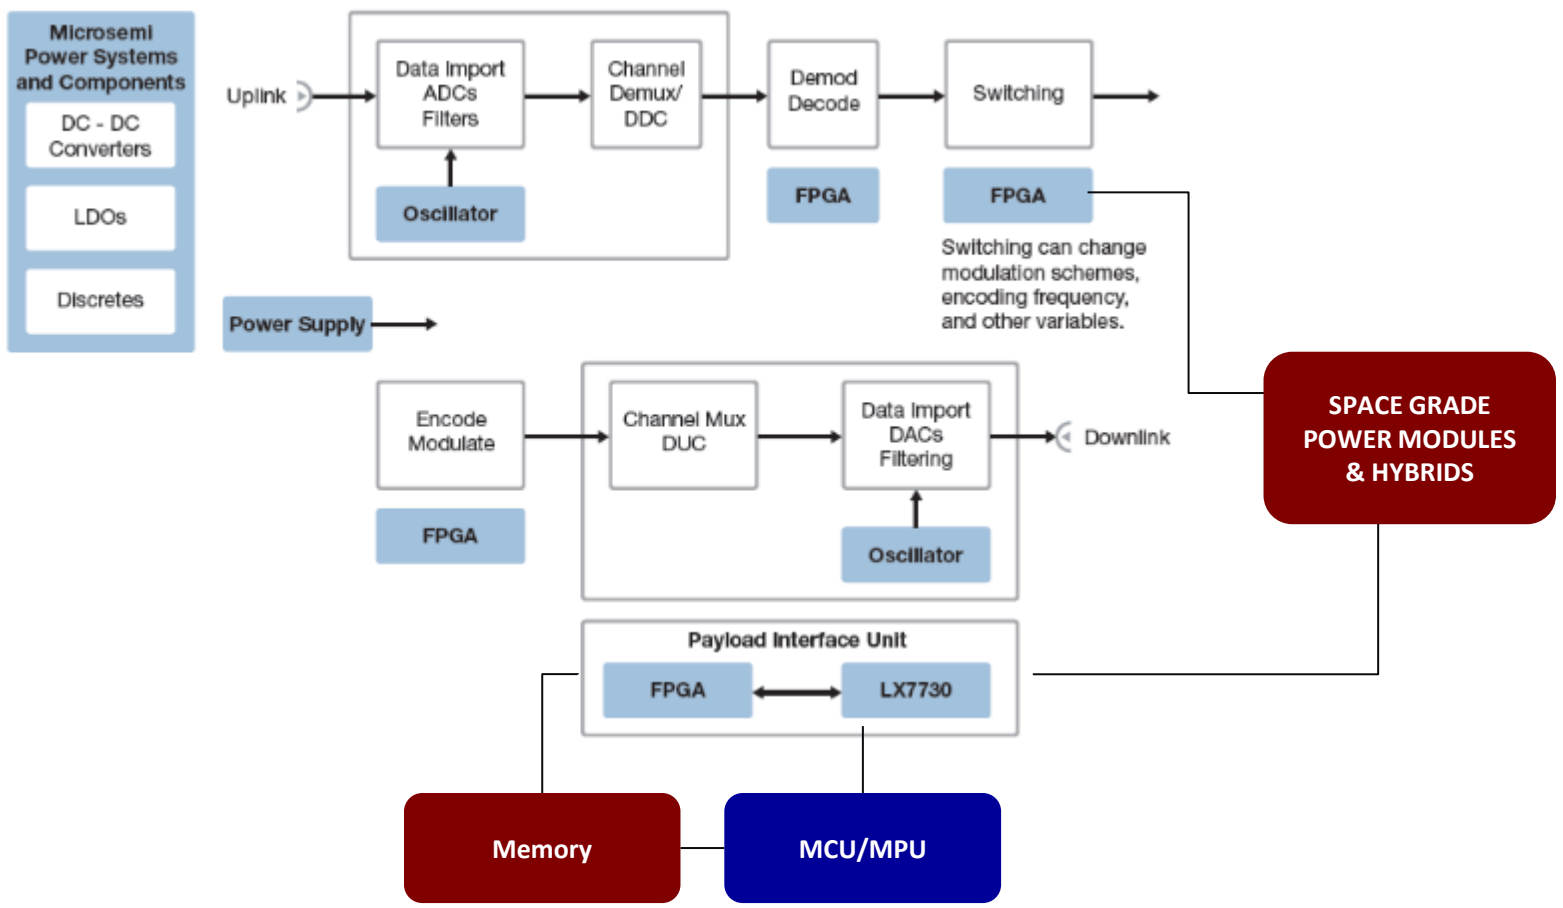 Microsemi
Power Systems
and Components
DC - DC
Converters
LDOs
Discretes
Uplink
Data Import
ADCs
Filters
Channel
Demux/
DDC
Demod
Decode
Switching
Oscillator
FPGA
FPGA
Switching can change
modulation schemes,
encoding frequency,
and other variables.
Power Supply
Encode
Modulate
Channel Mux
DUC
Data Import
DACs
Filtering
Downlink
FPGA
Oscillator
SPACE GRADE
POWER MODULES
& HYBRIDS
Payload Interface Unit
FPGA
LX7730
Memory
MCU/MPU